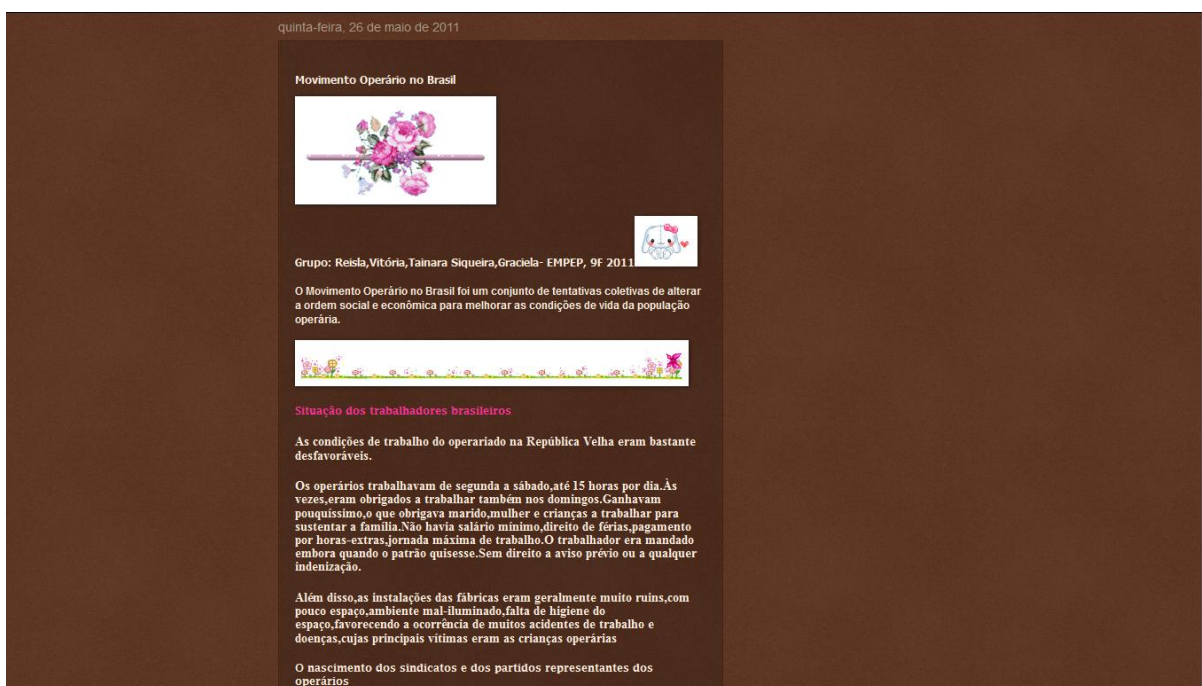 quinta-feira, 26 de maio de 2011
Movimento Operário no Brasil
Grupo: Reisla,Vitória,Tainara Siqueira,Graciela- EMPEP, 9F 2011
O Movimento Operário no Brasil foi um conjunto de tentativas coletivas de alterar
a ordem social e econômica para melhorar as condições de vida da população
operária.
Situação dos trabalhadores brasileiros
As condições de trabalho do operariado na República Velha eram bastante
desfavoráveis.
Os operários trabalhavam de segunda a sábado,até 15 horas por dia.Às
vezes,eram obrigados a trabalhar também nos domingos.Ganhavam
pouquíssimo,o que obrigava marido,mulher e crianças a trabalhar para
sustentar a família.Não havia salário mínimo,direito de férias,pagamento
por horas-extras,jornada máxima de trabalho.O trabalhador era mandado
embora quando o patrão quisesse.Sem direito a aviso prévio ou a qualquer
indenização.
Além disso,as instalações das fábricas eram geralmente muito ruins,com
pouco espaço,ambiente mal-iluminado,falta de higiene do
espaço,favorecendo a ocorrência de muitos acidentes de trabalho e
doenças,cujas principais vítimas eram as crianças operárias
O nascimento dos sindicatos e dos partidos representantes dos
operários